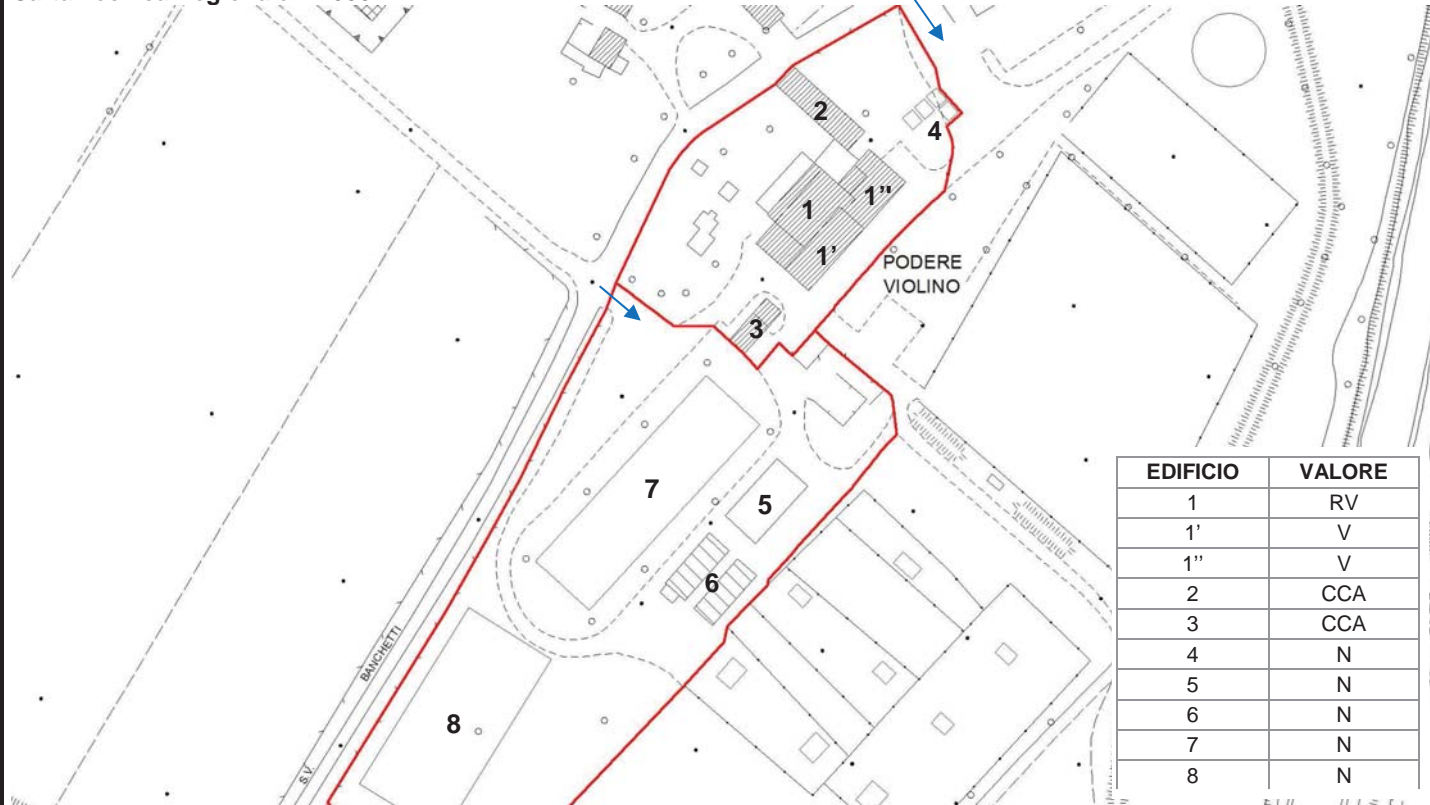 2
4
1
1''
1'
PODERE
VIOLINO
3
7
5
6
BANCHETTI
S.V.
8
EDIFICIO VALORE
1 RV
1' V
1'' V
2 CCA
3 CCA
4 N
5 N
6 N
7 N
8 N